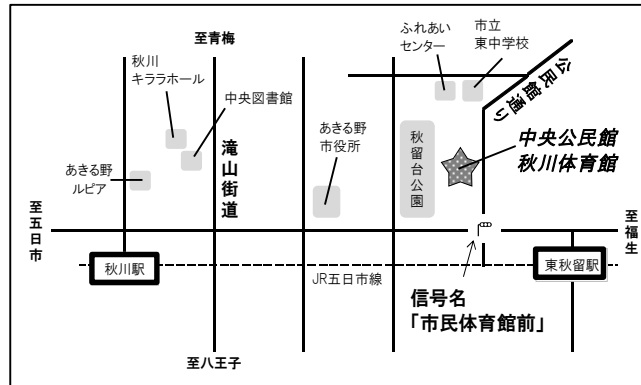 至青梅
ふれあい
センター
市立
東中学校
秋川
キララホール
中央図書館
公民館通り
滝山街道
あきる野
市役所
秋留台公園
中央公民館
秋川体育館
あきる野
ルピア
至五日市
至福生
秋川駅
JR五日市線
東秋留駅
信号名
「市民体育館前」
至八王子